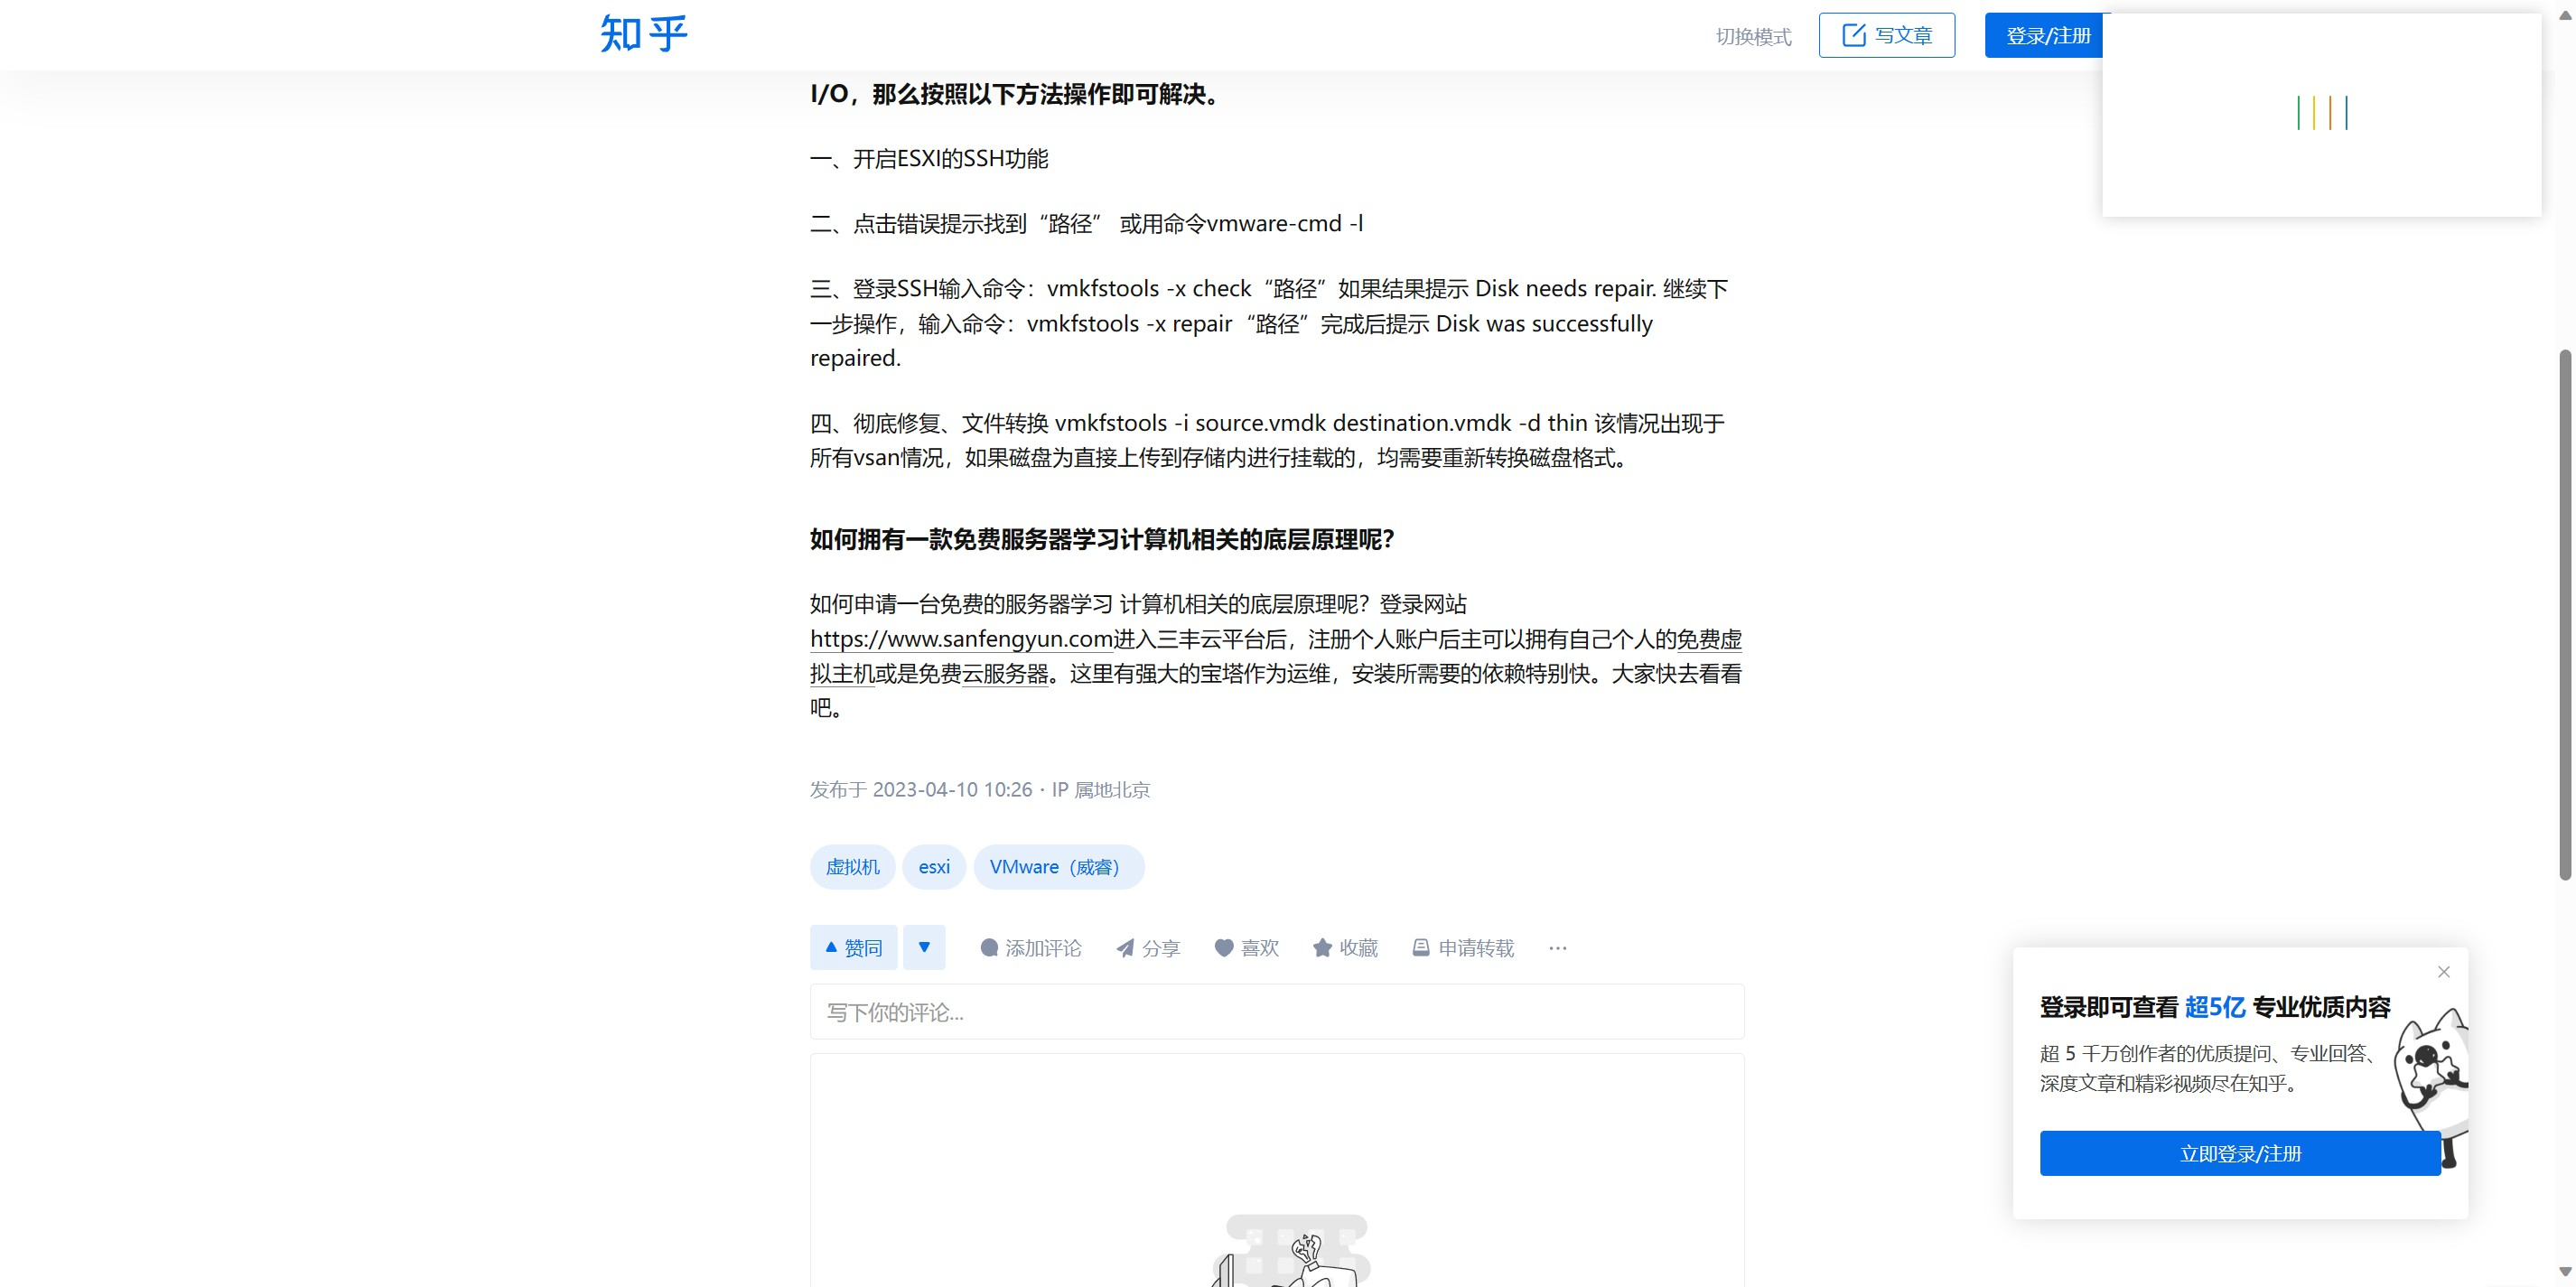 知乎
切换模式
写文章
登录/注册
I/O，那么按照以下方法操作即可解决。
一、开启ESXI的SSH功能
二、点击错误提示找到“路径” 或用命令vmware-cmd -l
三、登录SSH输入命令：vmkfstools -x check“路径”如果结果提示 Disk needs repair. 继续下
一步操作，输入命令：vmkfstools -x repair“路径”完成后提示 Disk was successfully
repaired.
四、彻底修复、文件转换 vmkfstools -i source.vmdk destination.vmdk -d thin 该情况出现于
所有vsan情况，如果磁盘为直接上传到存储内进行挂载的，均需要重新转换磁盘格式。
如何拥有一款免费服务器学习计算机相关的底层原理呢？
如何申请一台免费的服务器学习 计算机相关的底层原理呢？登录网站
https://www.sanfengyun.com进入三丰云平台后，注册个人账户后主可以拥有自己个人的免费虚
拟主机或是免费云服务器。这里有强大的宝塔作为运维，安装所需要的依赖特别快。大家快去看看
吧。
发布于 2023-04-10 10:26・IP 属地北京
虚拟机
esxi
VMware（威睿）
赞同
添加评论
分享
喜欢
收藏
申请转载
写下你的评论...
登录即可查看 超5亿 专业优质内容
超 5 千万创作者的优质提问、专业回答、
深度文章和精彩视频尽在知乎。
立即登录/注册